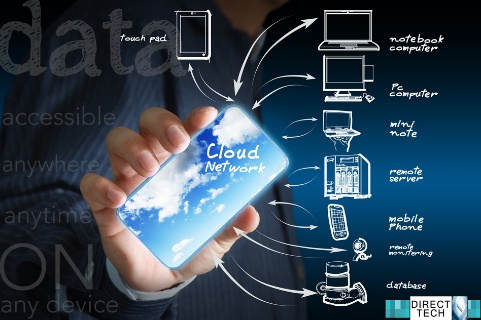 data
accessible
anywhere
anytime
ON
any device
touch pad
Cloud
Network
notebook
computer
Pc
computer
mini
note
remote
server
mobile
Phone
remote
monitoring
database
DIRECT
TECH